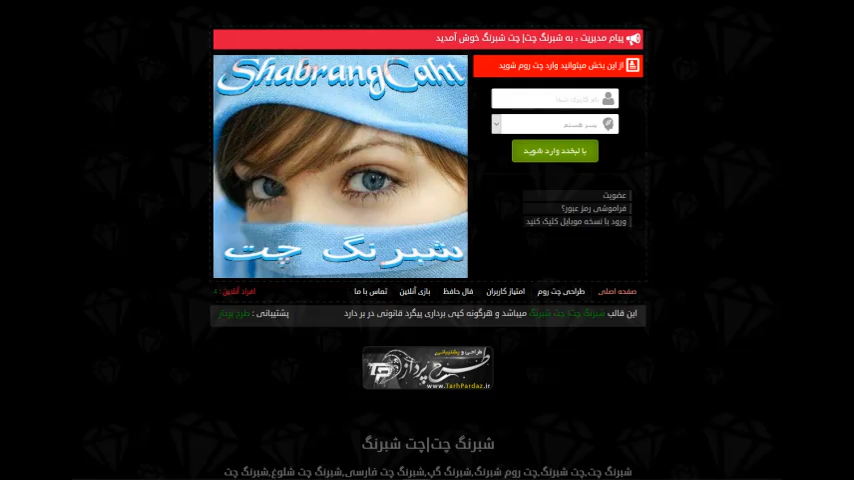 پیام مدیریت : به شبرنگ چت| چت شبرنگ خوش آمدید
ShabrangCaht
شبرنگ چت
از این بخش میتوانید وارد چت روم شوید
پسر هستم
با لبخند وارد شوید
عضویت
فراموشی رمز عبور؟
ورود با نسخه موبایل کلیک کنید
صفحه اصلی طراحی چت روم امتیاز کاربران فال حافظ بازی آنلاین تماس با ما افراد آنلاین : 4
این قالب شبرنگ چت| چت شبرنگ میباشد و هرگونه کپی برداری پیگرد قانونی در بر دارد پشتیبانی : طرح پرداز
طراحی و پشتیبانی
طرح پرداز TP
www.TarhPardaz.ir
شبرنگ چت|چت شبرنگ
شبرنگ چت,چت شبرنگ,چت روم شبرنگ,شبرنگ گپ,شبرنگ چت فارسی,شبرنگ چت شلوغ,شبرنگ چت